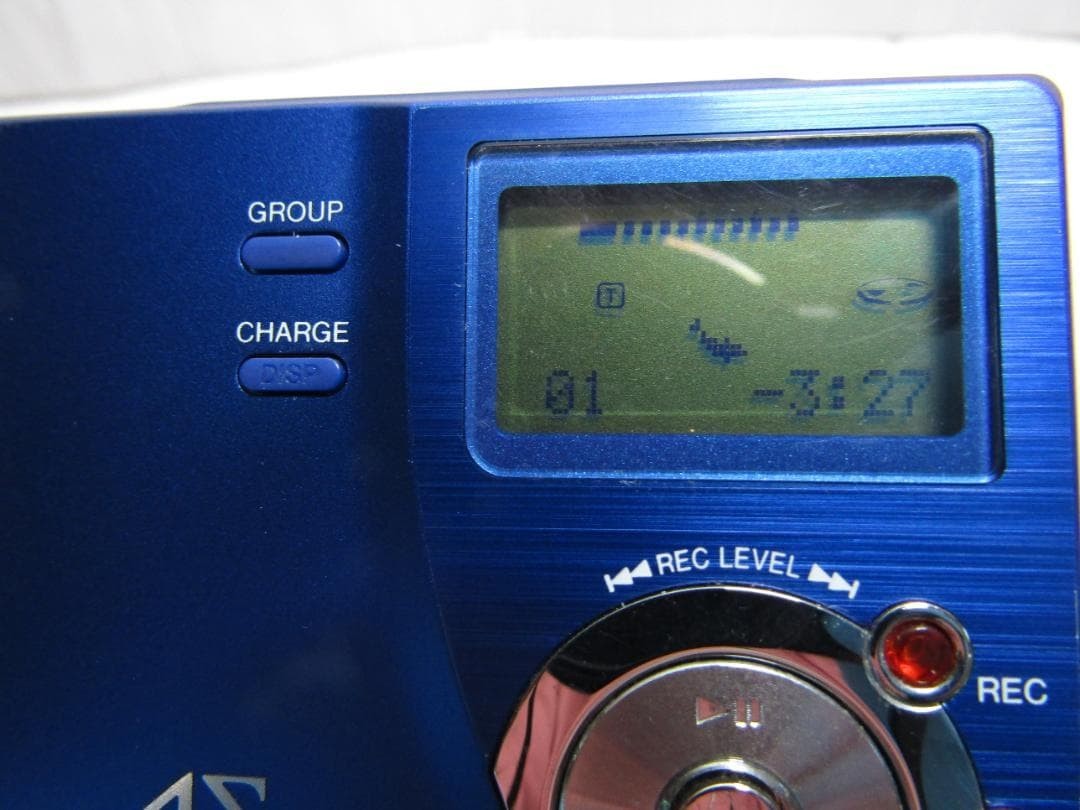 GROUP
CHARGE
DISP
T
01 -3:27
REC LEVEL
REC